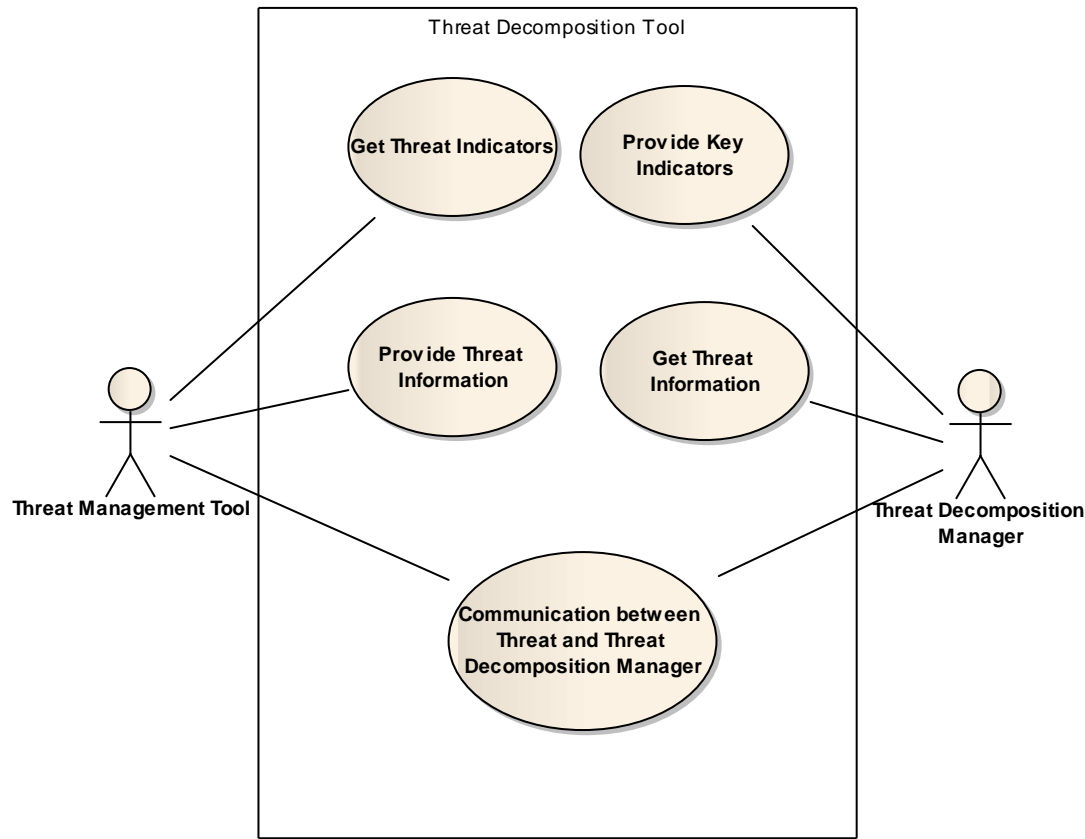 Threat Decomposition Tool
Get Threat Indicators
Provide Key
Indicators
Provide Threat
Information
Get Threat
Information
Threat Management Tool
Threat Decomposition
Manager
Communication between
Threat and Threat
Decomposition Manager